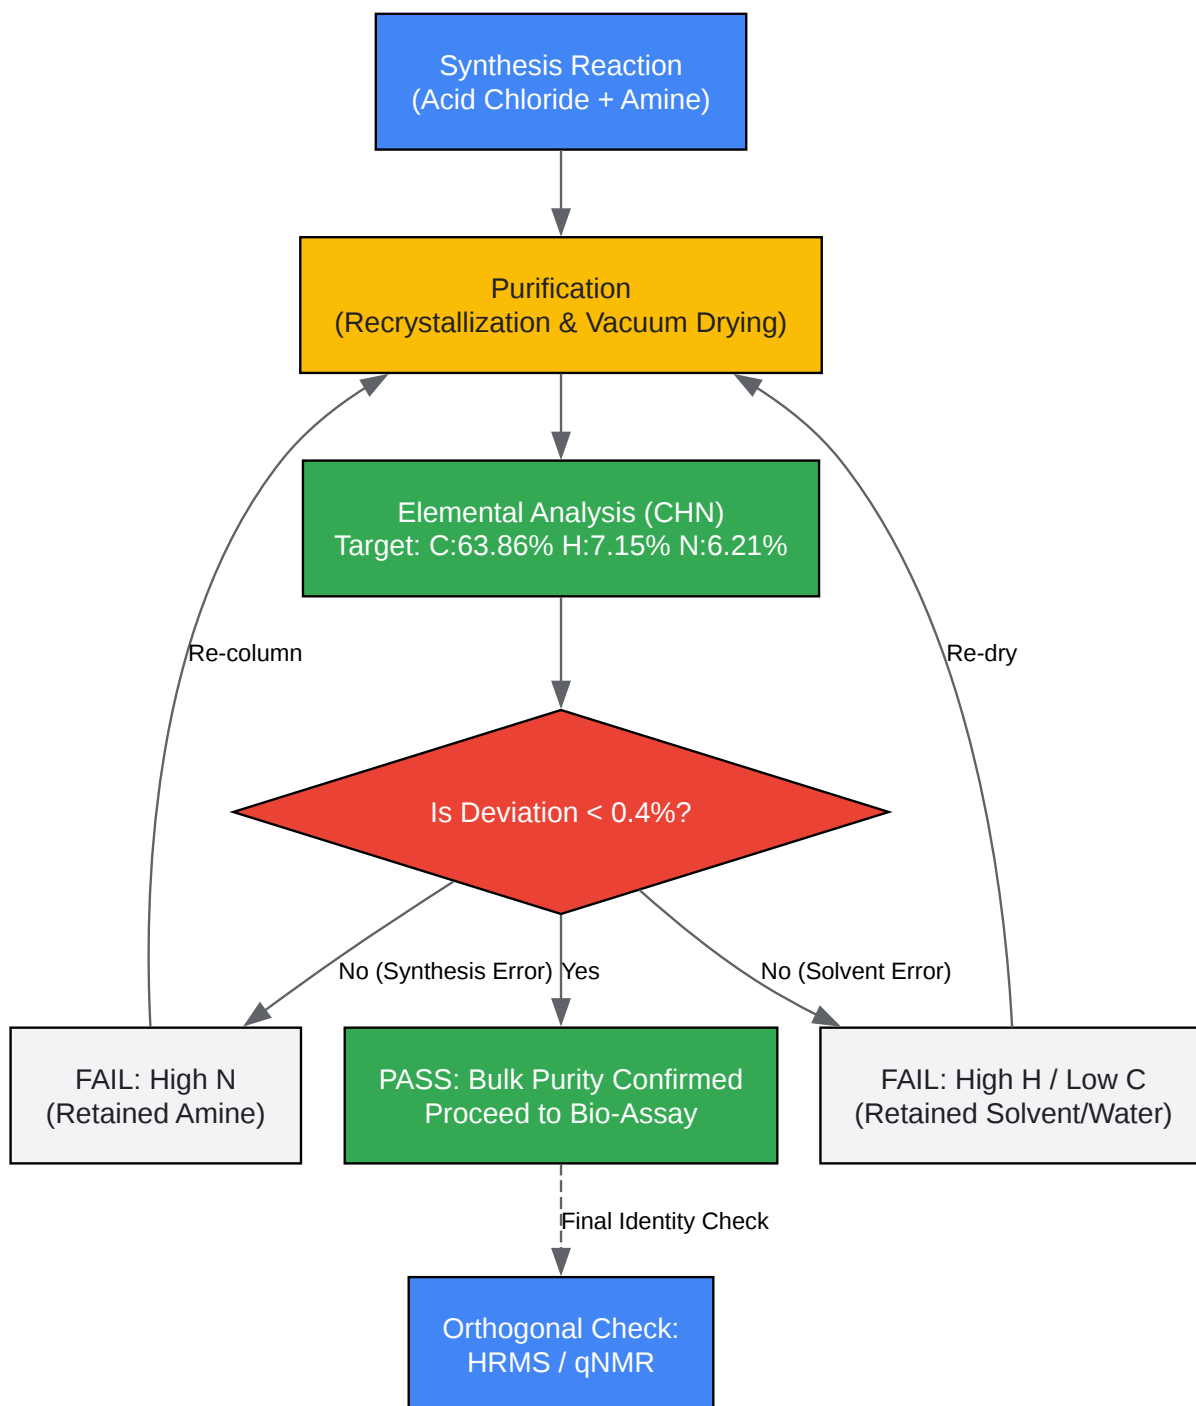 Synthesis Reaction
(Acid Chloride + Amine)
Purification
(Recrystallization & Vacuum Drying)
Elemental Analysis (CHN)
Target: C:63.86% H:7.15% N:6.21%
Re-column
Re-dry
Is Deviation < 0.4%?
No (Synthesis Error)
Yes
No (Solvent Error)
FAIL: High N
(Retained Amine)
PASS: Bulk Purity Confirmed
Proceed to Bio-Assay
FAIL: High H / Low C
(Retained Solvent/Water)
Final Identity Check
Orthogonal Check:
HRMS / qNMR